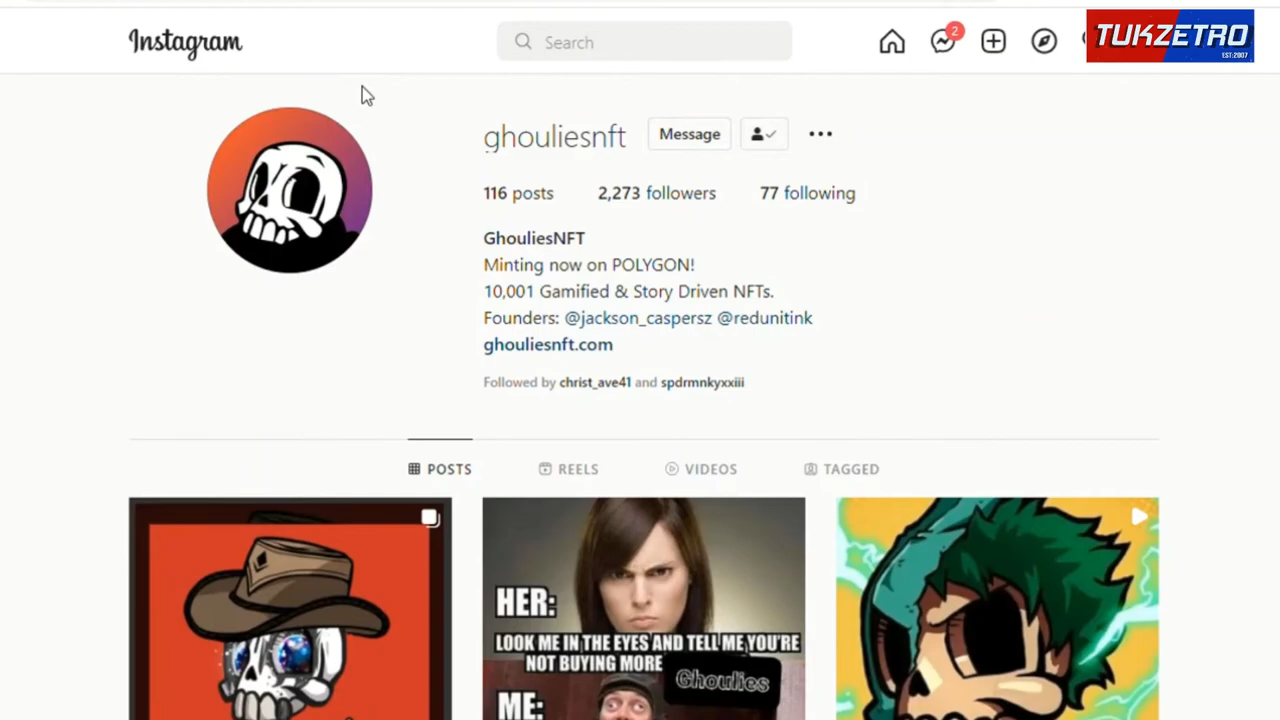 Instagram
Search
2
TUKZETRO
EST:2007
ghouliesnft
Message
116 posts
2,273 followers
77 following
GhouliesNFT
Minting now on POLYGON!
10,001 Gamified & Story Driven NFTs.
Founders: @jackson_caspersz @redunitink
ghouliesnft.com
Followed by christ_ave41 and spdrmnkyxxiii
POSTS
REELS
VIDEOS
TAGGED
HER:
LOOK ME IN THE EYES AND TELL ME YOU'RE
NOT BUYING MORE Ghoulies
ME: